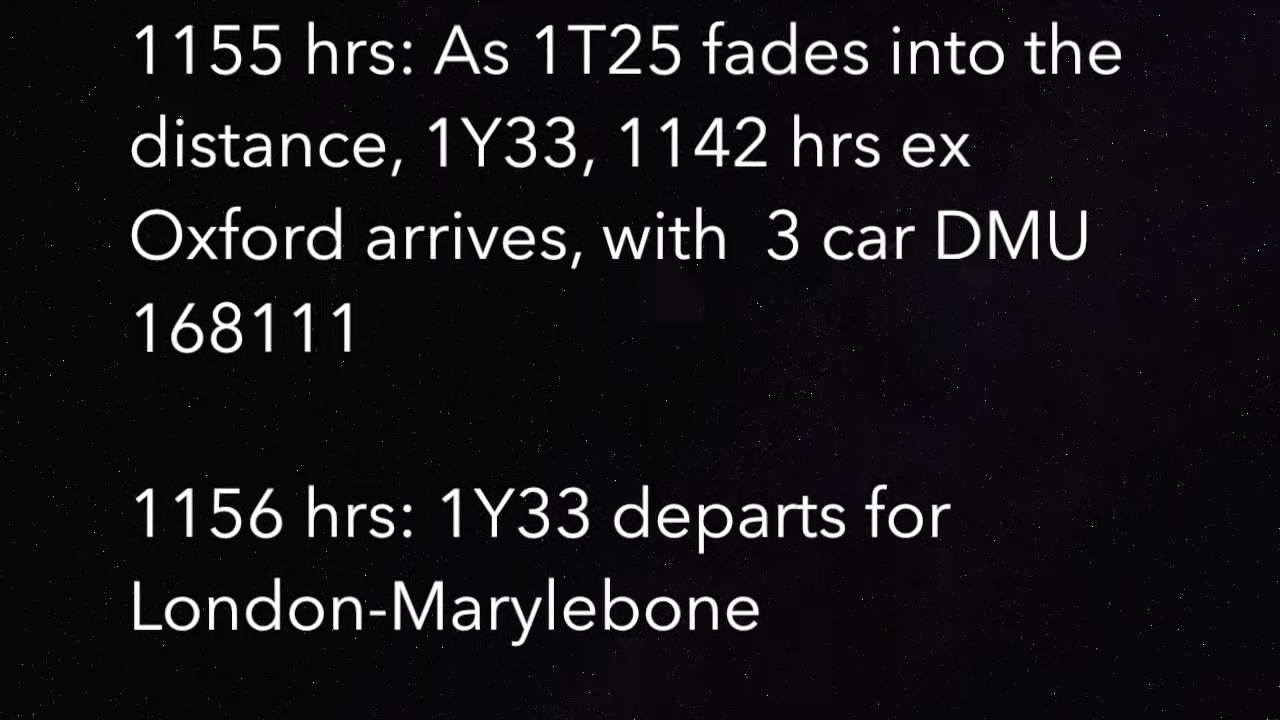 1155 hrs: As 1T25 fades into the
distance, 1Y33, 1142 hrs ex
Oxford arrives, with  3 car DMU
168111
1156 hrs: 1Y33 departs for
London-Marylebone